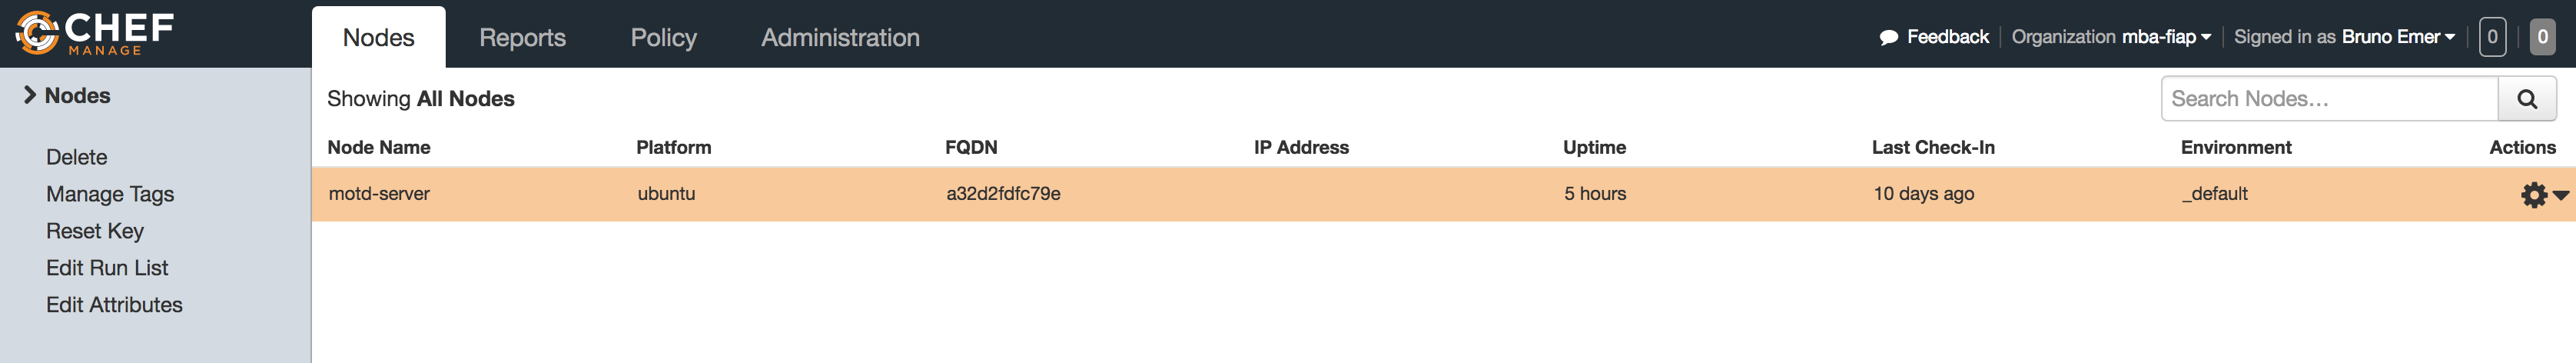 CHEF
MANAGE
Nodes Reports Policy Administration
Feedback Organization mba-fiap Signed in as Bruno Emer 0 0
Nodes
Delete
Manage Tags
Reset Key
Edit Run List
Edit Attributes
Showing All Nodes
Search Nodes...
Node Name Platform FQDN IP Address Uptime Last Check-In Environment Actions
motd-server ubuntu a32d2fdfc79e 5 hours 10 days ago _default